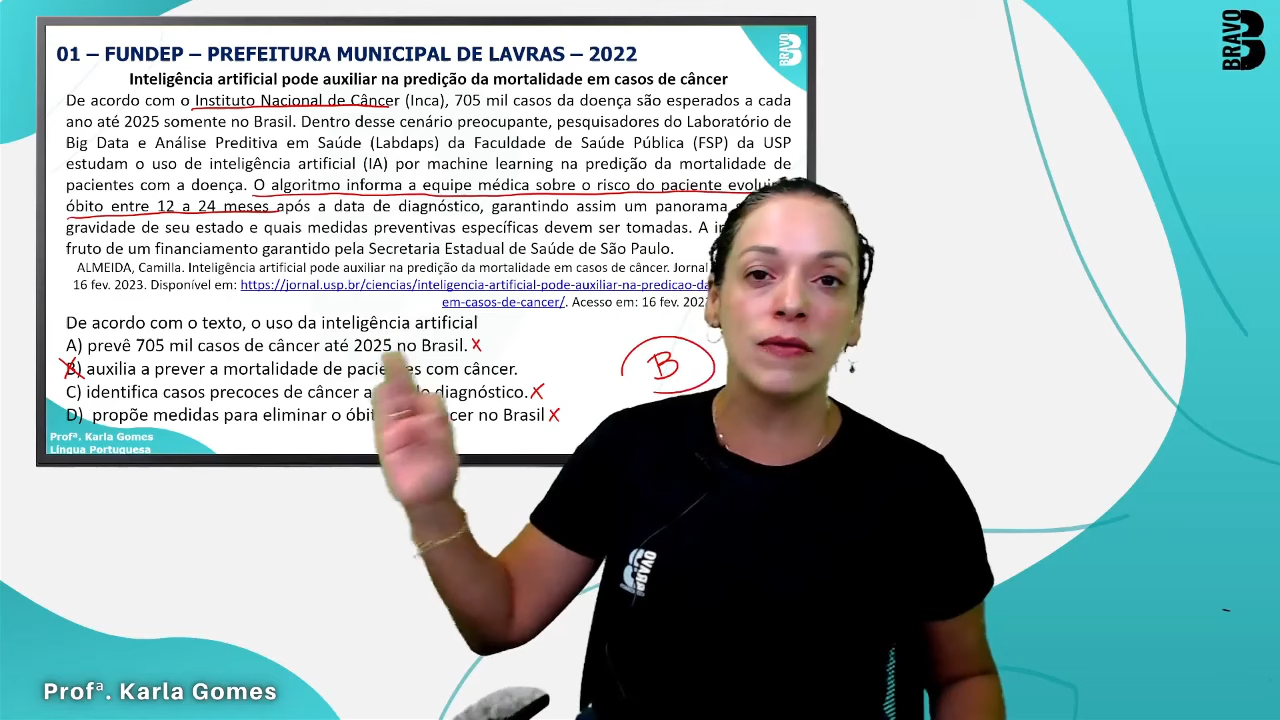 01 – FUNDEP – PREFEITURA MUNICIPAL DE LAVRAS – 2022
BRAVO
Inteligência artificial pode auxiliar na predição da mortalidade em casos de câncer
De acordo com o Instituto Nacional de Câncer (Inca), 705 mil casos da doença são esperados a cada
ano até 2025 somente no Brasil. Dentro desse cenário preocupante, pesquisadores do Laboratório de
Big Data e Análise Preditiva em Saúde (Labdaps) da Faculdade de Saúde Pública (FSP) da USP
estudam o uso de inteligência artificial (IA) por machine learning na predição da mortalidade de
pacientes com a doença. O algoritmo informa a equipe médica sobre o risco do paciente
óbito entre 12 a 24 meses após a data de diagnóstico, garantindo assim um panorama
gravidade de seu estado e quais medidas preventivas específicas devem ser tomadas. A
fruto de um financiamento garantido pela Secretaria Estadual de Saúde de São Paulo.
ALMEIDA, Camilla. Inteligência artificial pode auxiliar na predição da mortalidade em casos de câncer. Jornal
16 fev. 2023. Disponível em: https://jornal.usp.br/ciencias/inteligencia-artificial-pode-auxiliar-na-predicao-da
em-casos-de-cancer/. Acesso em: 16 fev.
De acordo com o texto, o uso da inteligência artificial
A) prevê 705 mil casos de câncer até 2025 no Brasil. X
B) auxilia a prever a mortalidade de pacientes com câncer.
B
C) identifica casos precoces de câncer diagnóstico. X
D) propõe medidas para eliminar o no Brasil X
Profª. Karla Gomes
Língua Portuguesa
BRAVO
Profª. Karla Gomes